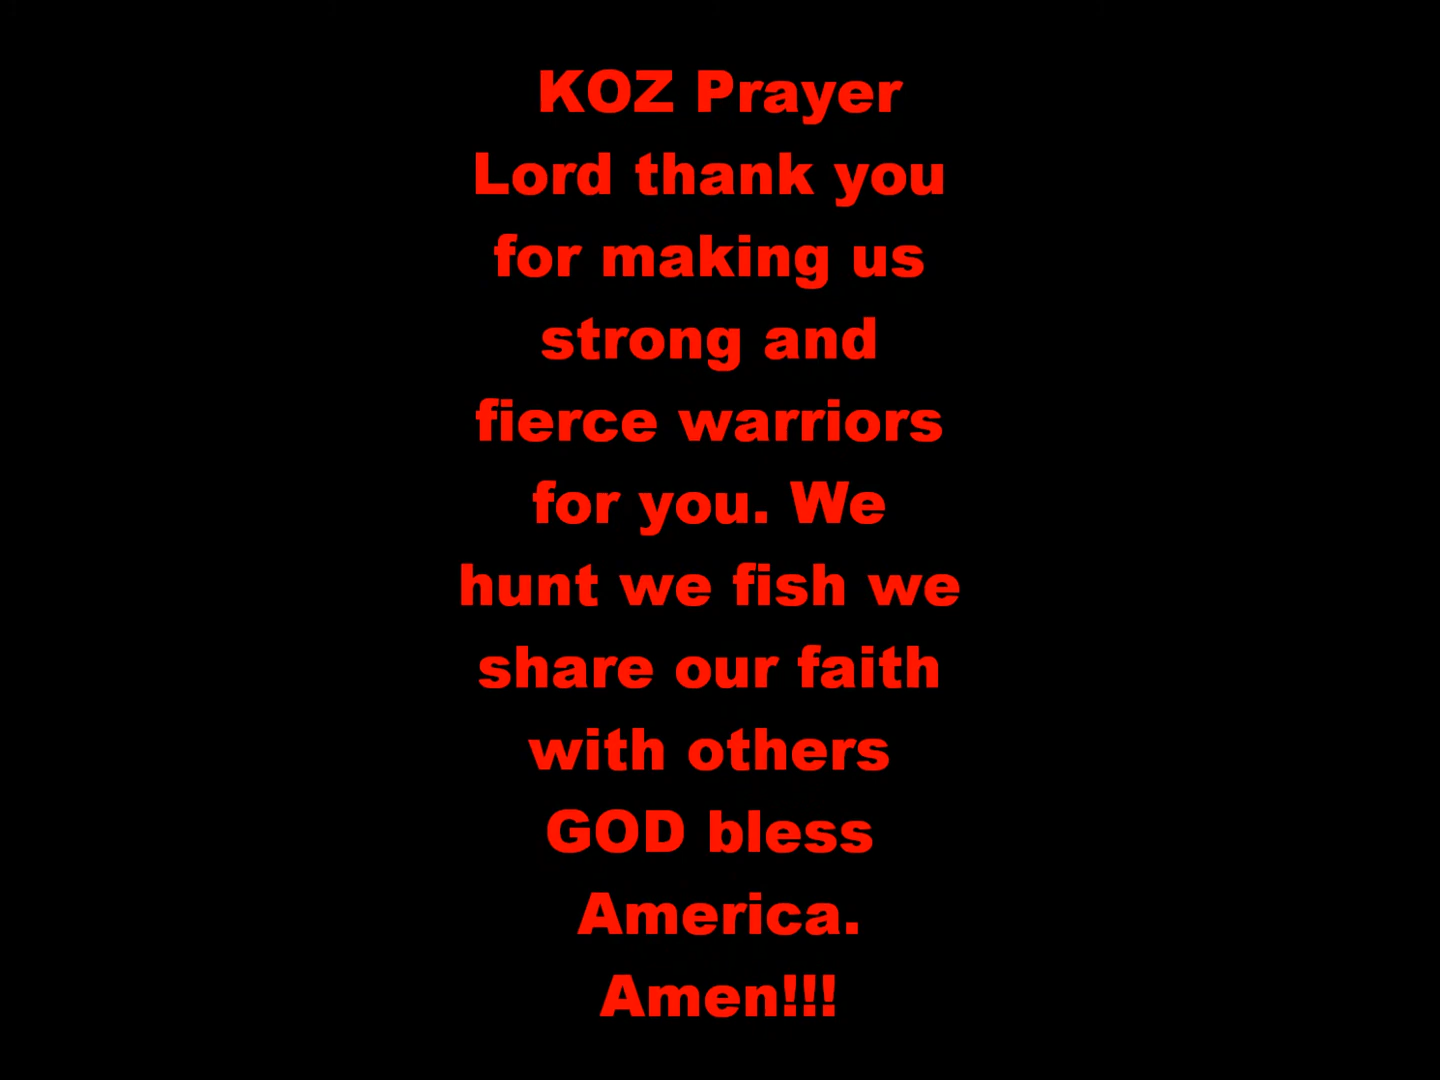 KOZ Prayer
Lord thank you
for making us
strong and
fierce warriors
for you. We
hunt we fish we
share our faith
with others
GOD bless
America.
Amen!!!